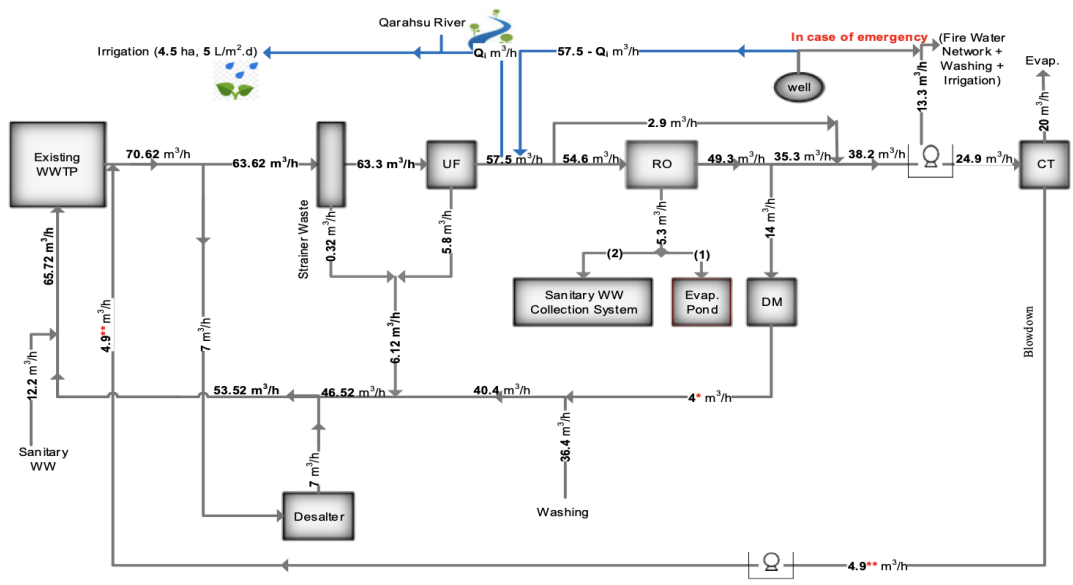 Qarahsu River
Irrigation (4.5 ha, 5 L/m².d)
Qᵢ m³/h
57.5 - Qᵢ m³/h
In case of emergency
(Fire Water
Network +
Washing +
Irrigation)
Evap.
well
13.3 m³/h
20 m³/h
2.9 m³/h
Existing
WWTP
70.62 m³/h
63.62 m³/h
63.3 m³/h
UF
57.5 m³/h
54.6 m³/h
RO
49.3 m³/h
35.3 m³/h
38.2 m³/h
24.9 m³/h
CT
65.72 m³/h
Strainer Waste
0.32 m³/h
5.8 m³/h
5.3 m³/h
14 m³/h
(2)
(1)
Sanitary WW
Collection System
Evap.
Pond
DM
4.9** m³/h
7 m³/h
6.12 m³/h
Blowdown
12.2 m³/h
53.52 m³/h
46.52 m³/h
40.4 m³/h
4* m³/h
Sanitary
WW
7 m³/h
36.4 m³/h
Desalter
Washing
4.9** m³/h